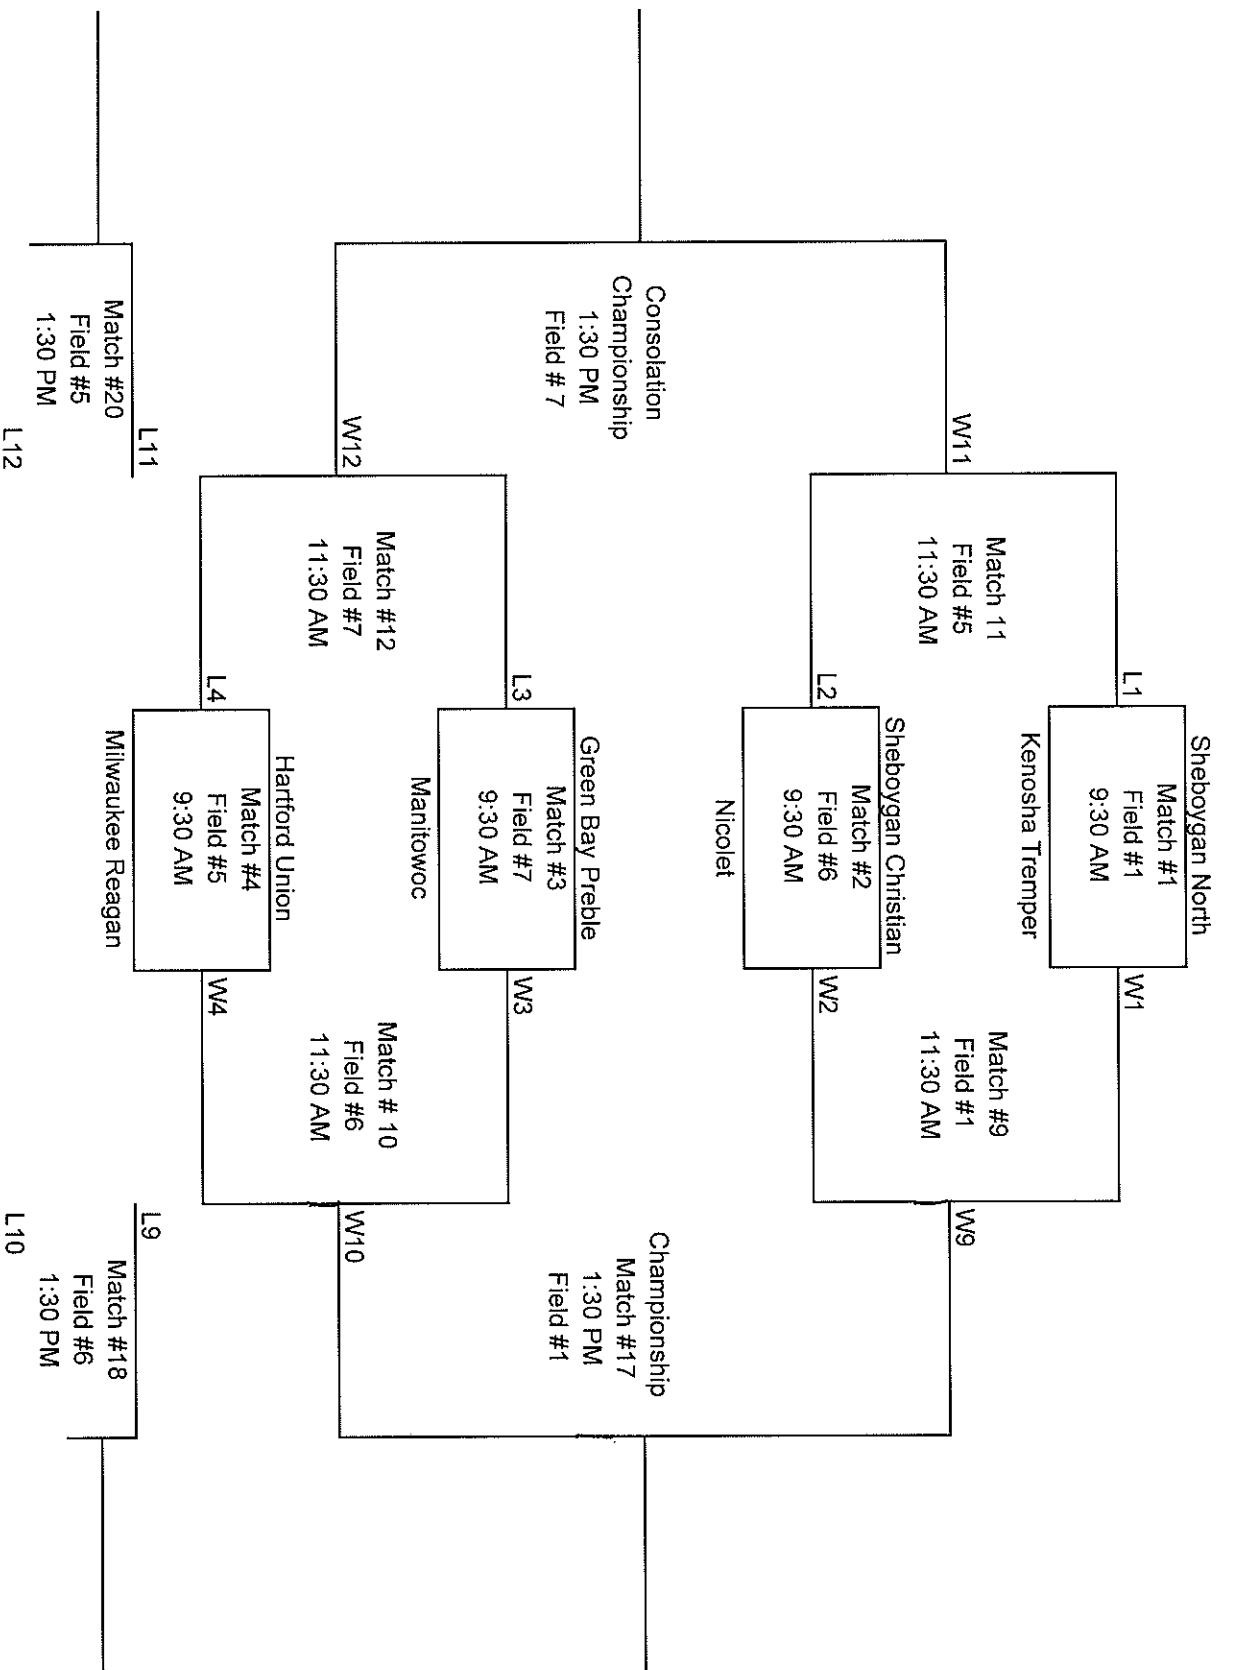 Sheboygan North
Match #1
Field #1
9:30 AM
Kenosha Tremper
L1
W1
Match 11
Field #5
11:30 AM
Match #9
Field #1
11:30 AM
W11
W9
Sheboygan Christian
Match #2
Field #6
9:30 AM
Nicolet
L2
W2
Consolation
Championship
1:30 PM
Field # 7
Championship
Match #17
1:30 PM
Field #1
Green Bay Preble
Match #3
Field #7
9:30 AM
Manitowoc
L3
W3
Match #12
Field #7
11:30 AM
Match # 10
Field #6
11:30 AM
W12
W10
Hartford Union
Match #4
Field #5
9:30 AM
Milwaukee Reagan
L4
W4
L11
Match #20
Field #5
1:30 PM
L12
L9
Match #18
Field #6
1:30 PM
L10